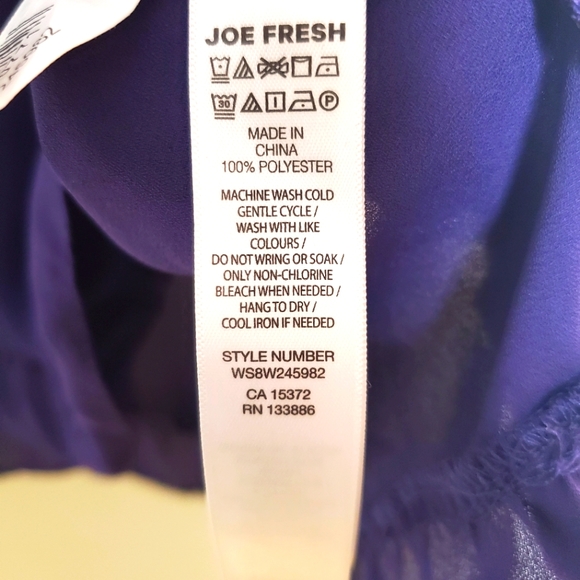 JOE FRESH
30 P
MADE IN
CHINA
100% POLYESTER
MACHINE WASH COLD
GENTLE CYCLE /
WASH WITH LIKE
COLOURS /
DO NOT WRING OR SOAK /
ONLY NON-CHLORINE
BLEACH WHEN NEEDED /
HANG TO DRY /
COOL IRON IF NEEDED
STYLE NUMBER
WS8W245982
CA 15372
RN 133886